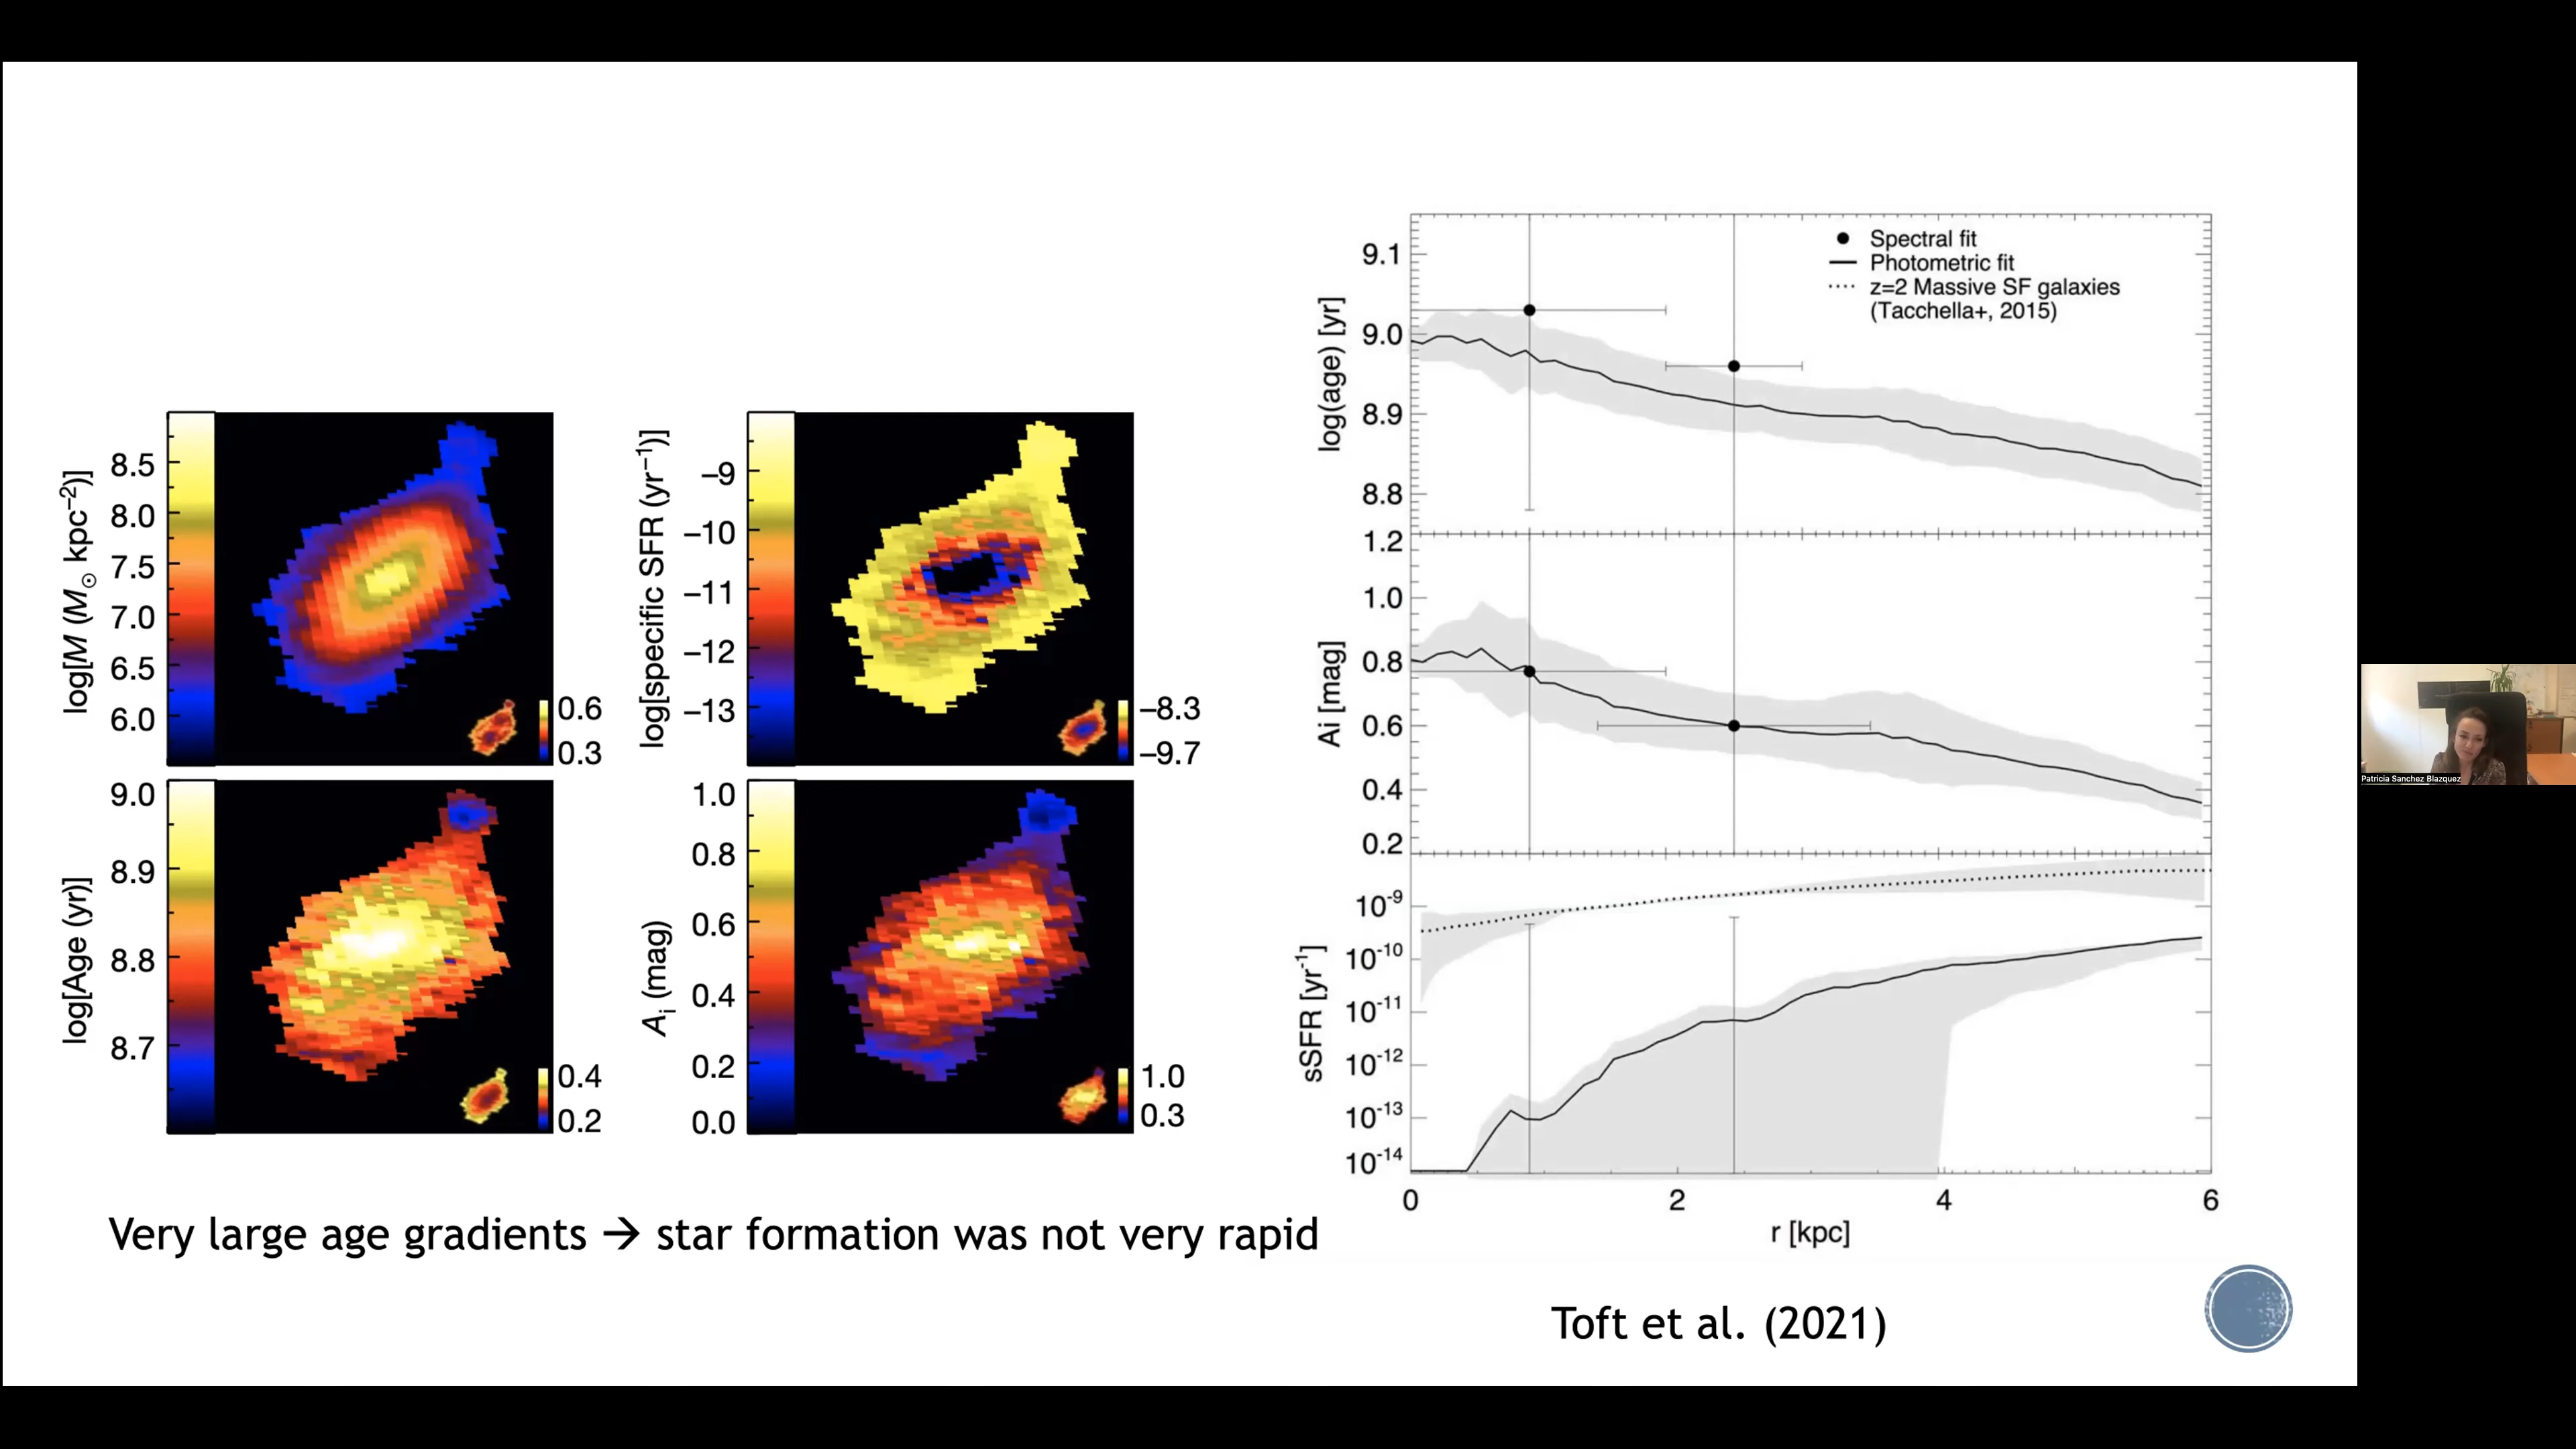 log[M (M⊙ kpc⁻²)]
8.5
8.0
7.5
7.0
6.5
6.0
0.6
0.3
log[specific SFR (yr⁻¹)]
−9
−10
−11
−12
−13
−8.3
−9.7
log[Age (yr)]
9.0
8.9
8.8
8.7
0.4
0.2
Aᵢ (mag)
1.0
0.8
0.6
0.4
0.2
0.0
1.0
0.3
Very large age gradients → star formation was not very rapid
log(age) [yr]
9.1
9.0
8.9
8.8
Spectral fit
Photometric fit
z=2 Massive SF galaxies
(Tacchella+, 2015)
Ai [mag]
1.2
1.0
0.8
0.6
0.4
0.2
sSFR [yr⁻¹]
10⁻⁹
10⁻¹⁰
10⁻¹¹
10⁻¹²
10⁻¹³
10⁻¹⁴
0 2 4 6
r [kpc]
Toft et al. (2021)
Patricia Sanchez Blazquez